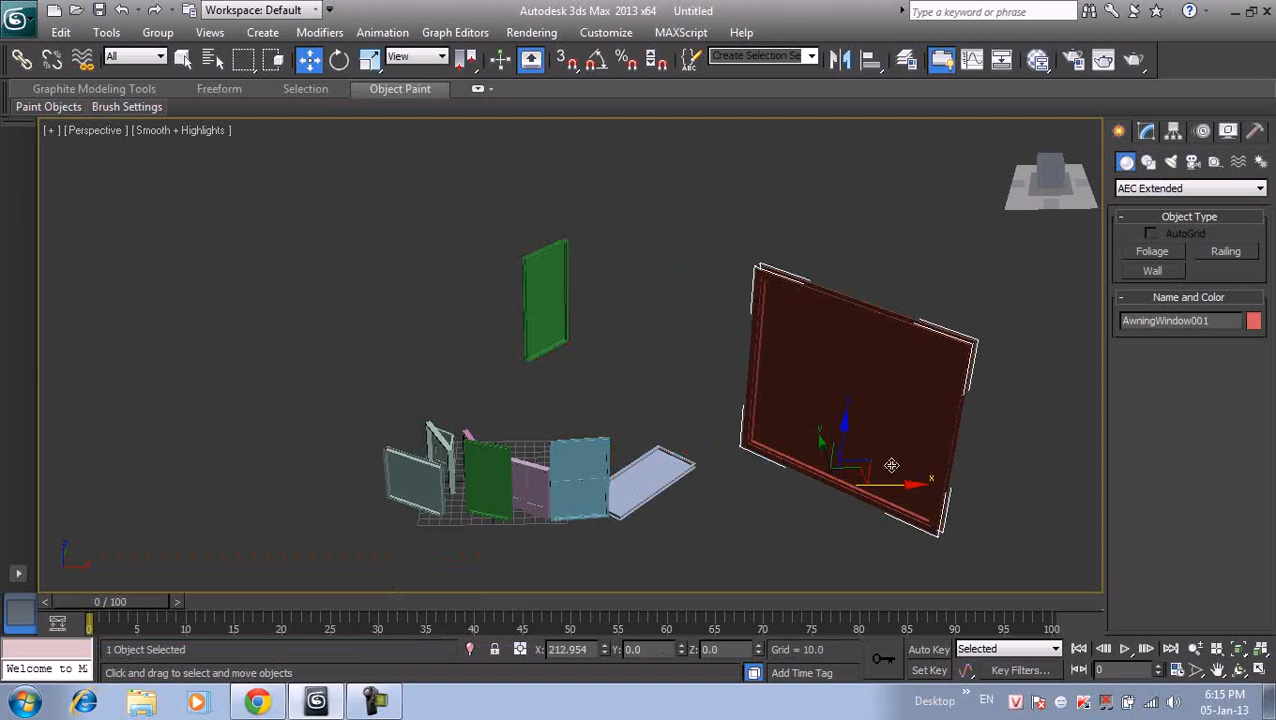 Workspace: Default
Autodesk 3ds Max 2013 x64 Untitled
Type a keyword or phrase
Edit Tools Group Views Create Modifiers Animation Graph Editors Rendering Customize MAXScript Help
All View 3 Create Selection Se
Graphite Modeling Tools Freeform Selection Object Paint
Paint Objects Brush Settings
[ + ] [ Perspective ] [ Smooth + Highlights ]
AEC Extended
- Object Type
AutoGrid
Foliage Railing
Wall
- Name and Color
AwningWindow001
y
x
z
< 0 / 100 >
0 5 10 15 20 25 30 35 40 45 50 55 60 65 70 75 80 85 90 95 100
1 Object Selected X: 212.954 Y: 0.0 Z: 0.0 Grid = 10.0 Auto Key Selected
Welcome to M Click and drag to select and move objects Add Time Tag Set Key Key Filters... 0
Desktop » EN 6:15 PM
05-Jan-13